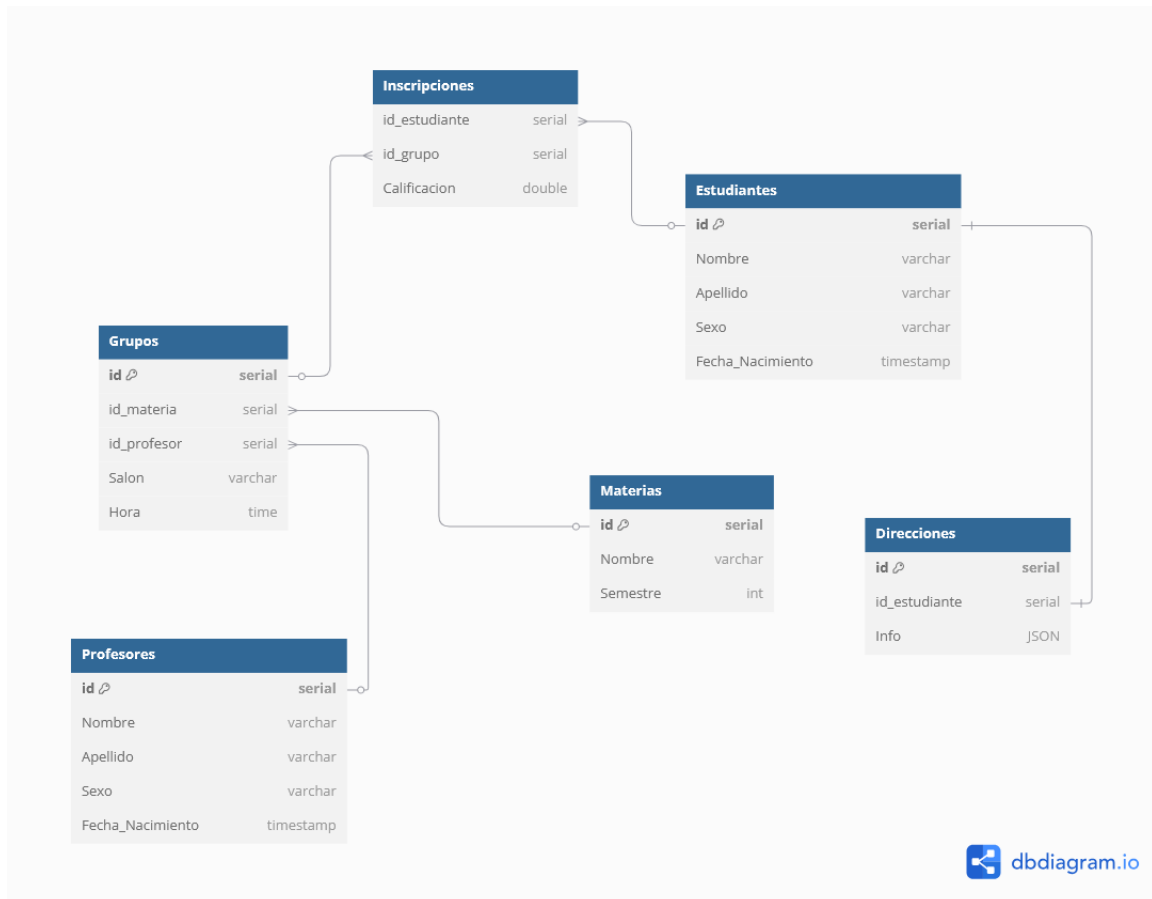 Inscripciones
id_estudiante serial
id_grupo serial
Calificacion double
Estudiantes
id serial
Nombre varchar
Apellido varchar
Sexo varchar
Fecha_Nacimiento timestamp
Grupos
id serial
id_materia serial
id_profesor serial
Salon varchar
Hora time
Materias
id serial
Nombre varchar
Semestre int
Direcciones
id serial
id_estudiante serial
Info JSON
Profesores
id serial
Nombre varchar
Apellido varchar
Sexo varchar
Fecha_Nacimiento timestamp
dbdiagram.io